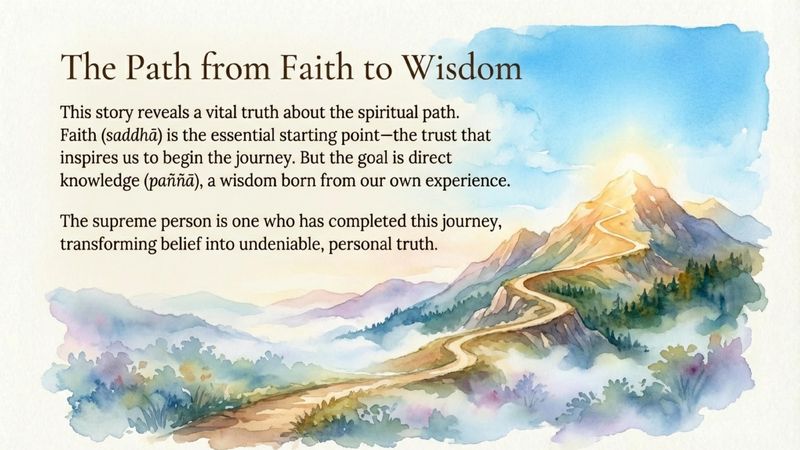 The Path from Faith to Wisdom
This story reveals a vital truth about the spiritual path.
Faith (saddhā) is the essential starting point—the trust that
inspires us to begin the journey. But the goal is direct
knowledge (paññā), a wisdom born from our own experience.
The supreme person is one who has completed this journey,
transforming belief into undeniable, personal truth.